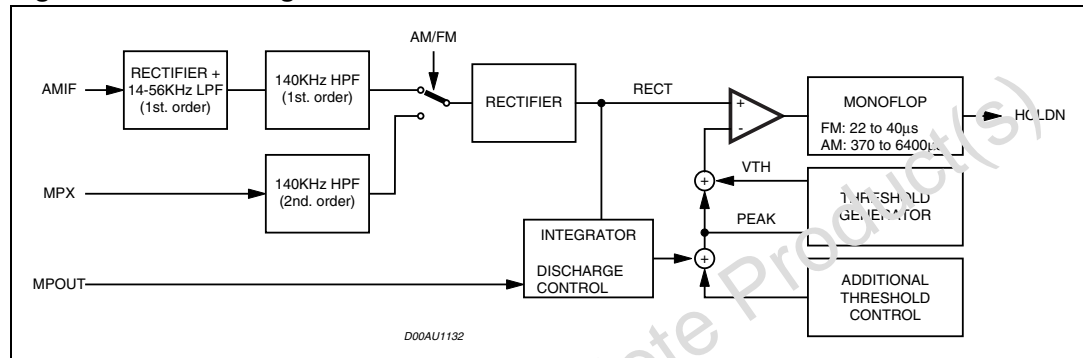 AM/FM
AMIF
RECTIFIER +
14-56KHz LPF
(1st. order)
140KHz HPF
(1st. order)
RECTIFIER
RECT
+
-
MONOFLOP
FM: 22 to 40µs
AM: 370 to 6400µs
HOLDN
MPX
140KHz HPF
(2nd. order)
+
VTH
THRESHOLD
GENERATOR
PEAK
INTEGRATOR
DISCHARGE
CONTROL
+
MPOUT
ADDITIONAL
THRESHOLD
CONTROL
D00AU1132
ete Product(s)